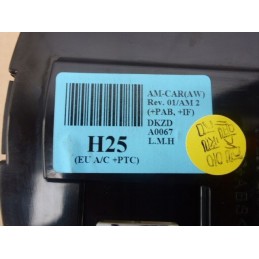 AM-CAR(AW)
Rev. 01/AM 2
(+PAB, +IF)
DKZD
A0067
L.M.H
H25
(EU A/C +PTC)